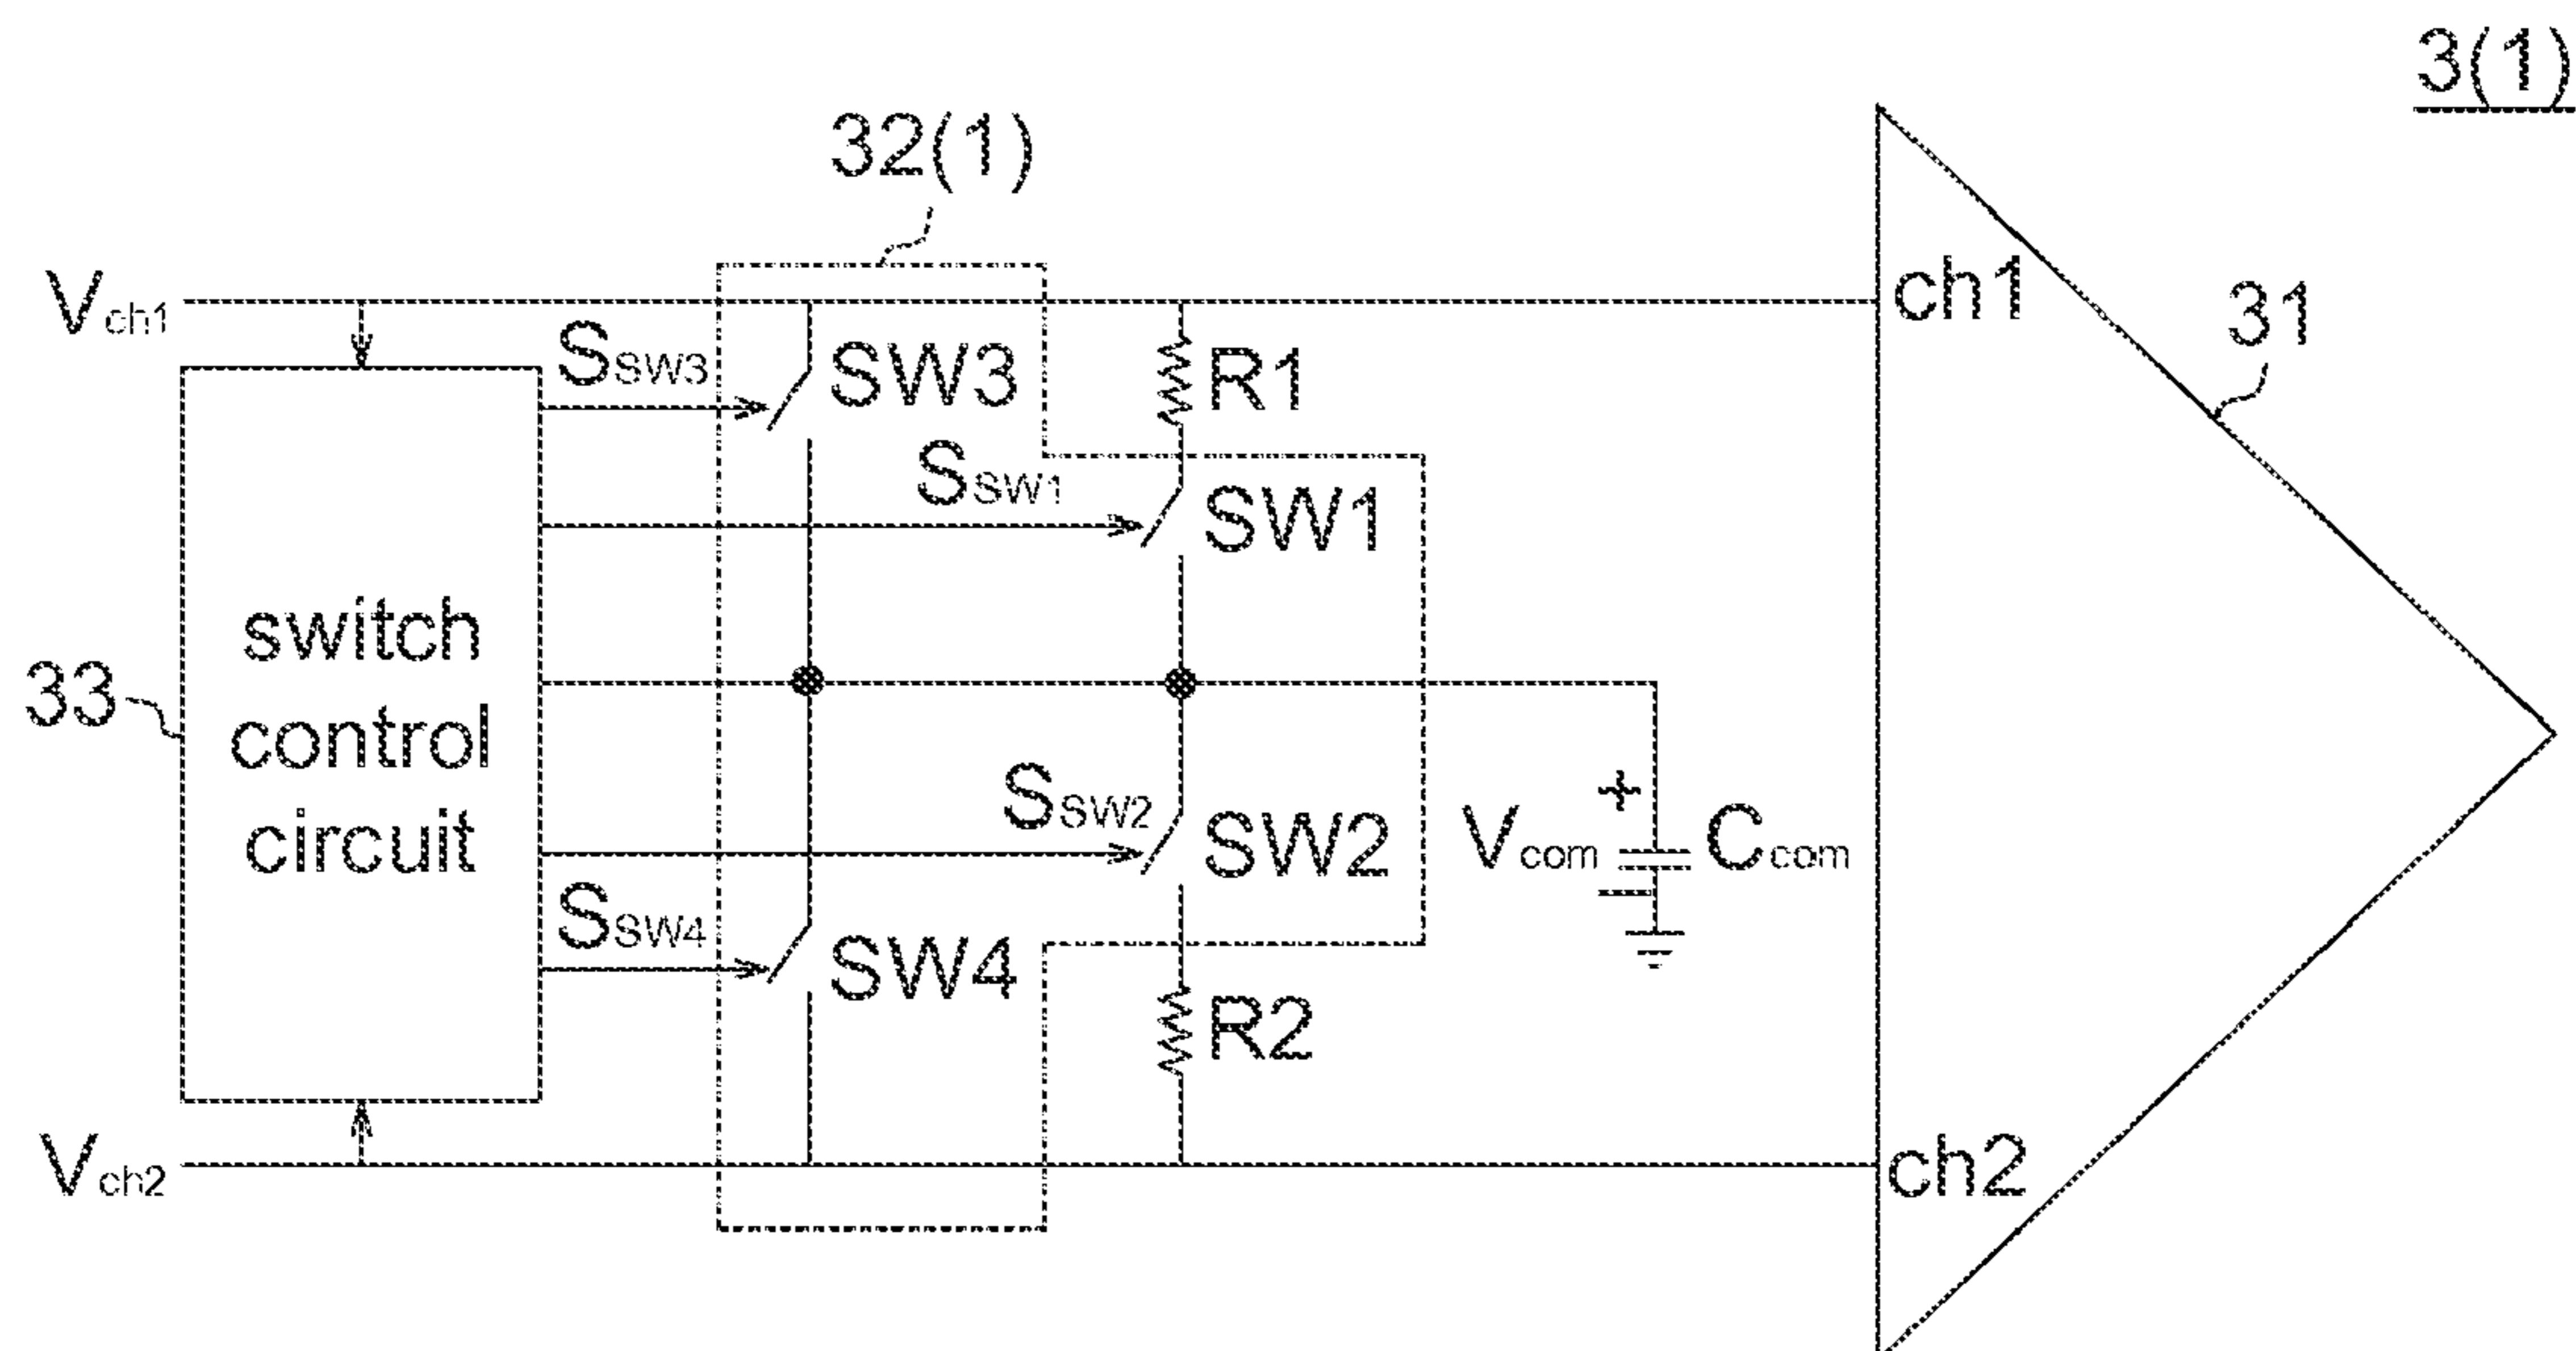 3(1)
32(1)
Vch1
ch1
31
SSW3
SW3
R1
SSW1
SW1
switch
control
circuit
33
SSW2
SW2
Vcom
+
Ccom
SSW4
SW4
R2
Vch2
ch2